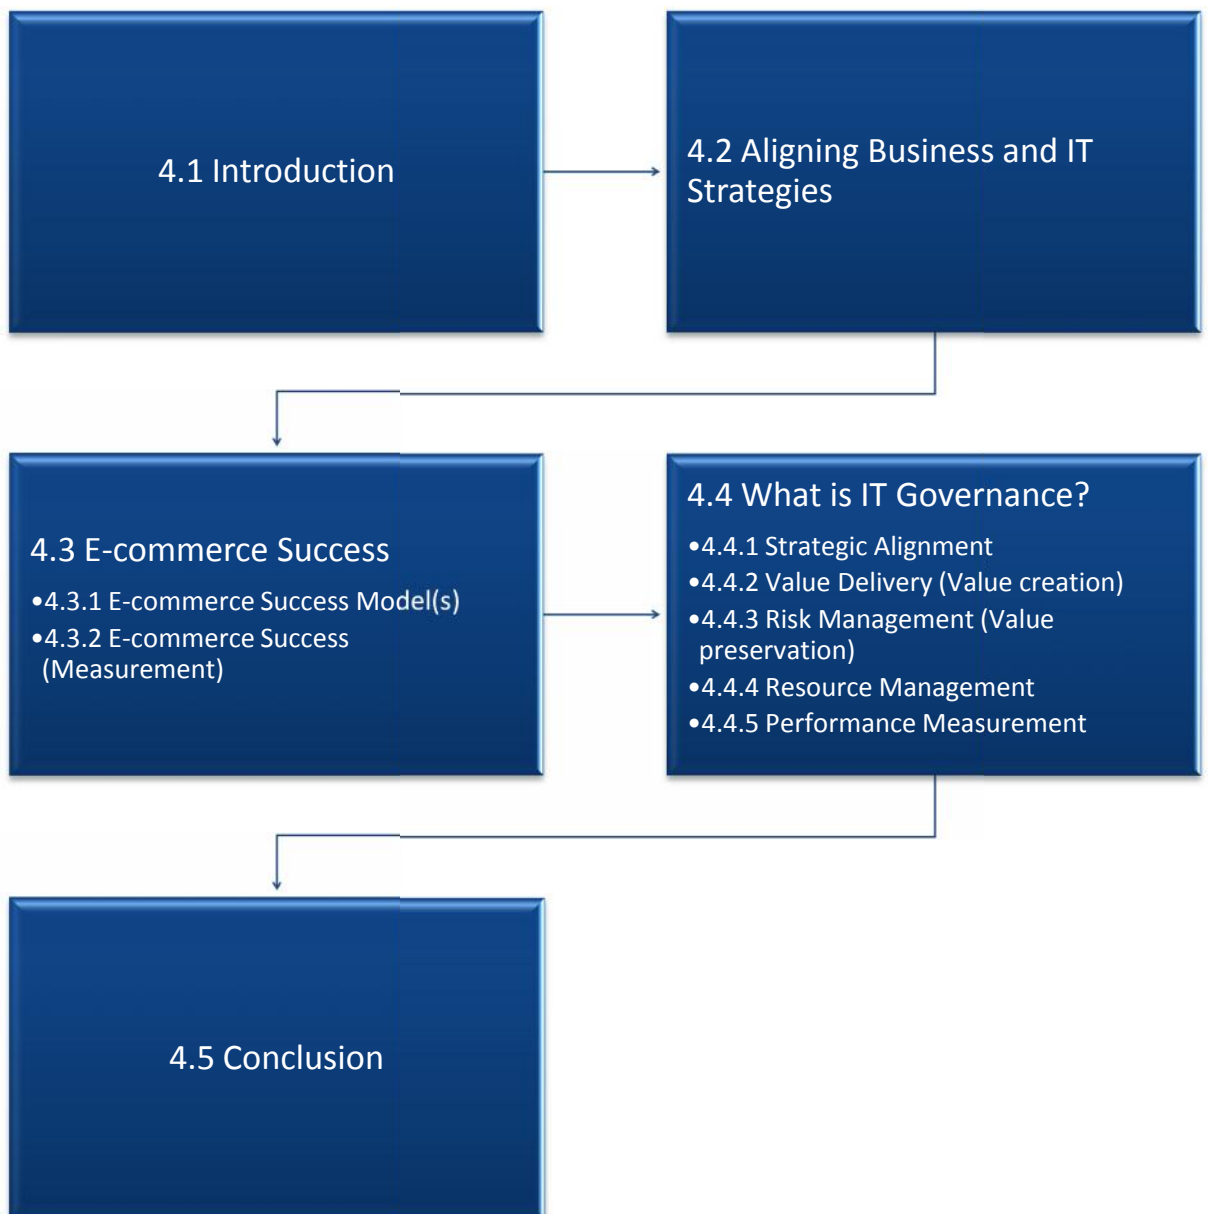 4.1 Introduction
4.2 Aligning Business and IT
Strategies
4.3 E-commerce Success
•4.3.1 E-commerce Success Model(s)
•4.3.2 E-commerce Success
(Measurement)
4.4 What is IT Governance?
•4.4.1 Strategic Alignment
•4.4.2 Value Delivery (Value creation)
•4.4.3 Risk Management (Value
preservation)
•4.4.4 Resource Management
•4.4.5 Performance Measurement
4.5 Conclusion